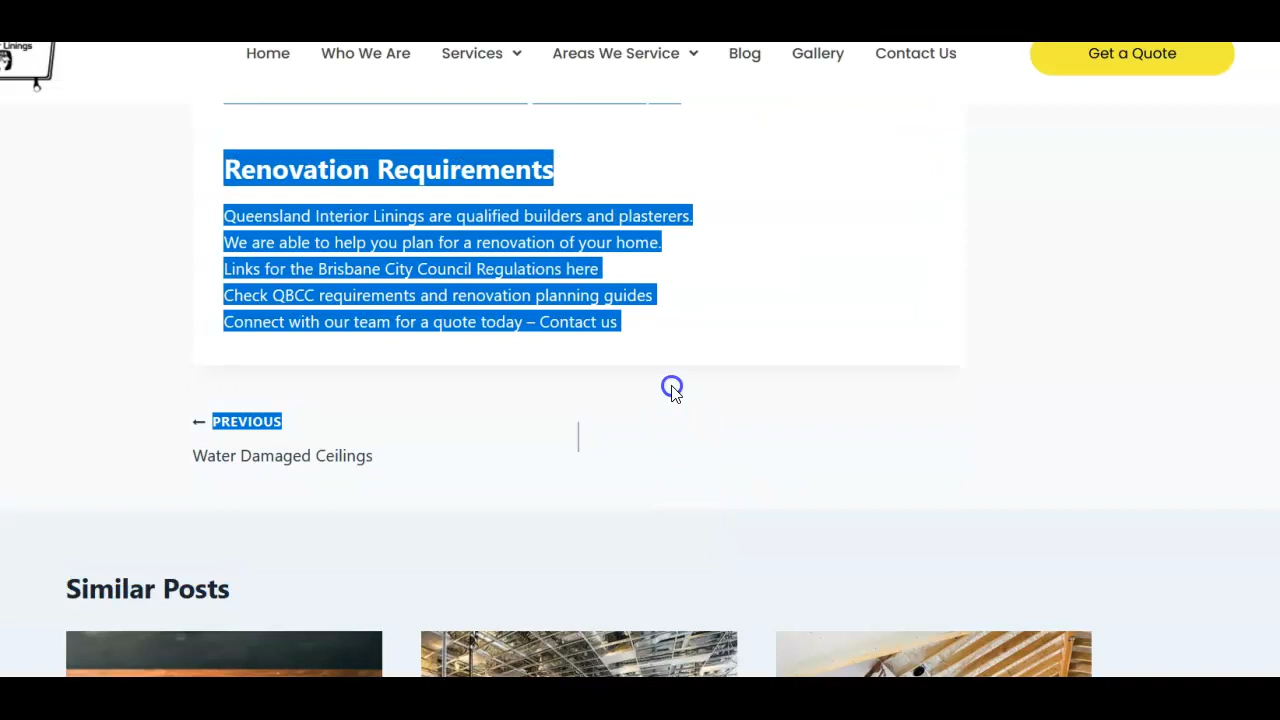 r Linings
Home Who We Are Services Areas We Service Blog Gallery Contact Us Get a Quote
Renovation Requirements
Queensland Interior Linings are qualified builders and plasterers.
We are able to help you plan for a renovation of your home.
Links for the Brisbane City Council Regulations here
Check QBCC requirements and renovation planning guides
Connect with our team for a quote today – Contact us
← PREVIOUS
Water Damaged Ceilings
Similar Posts